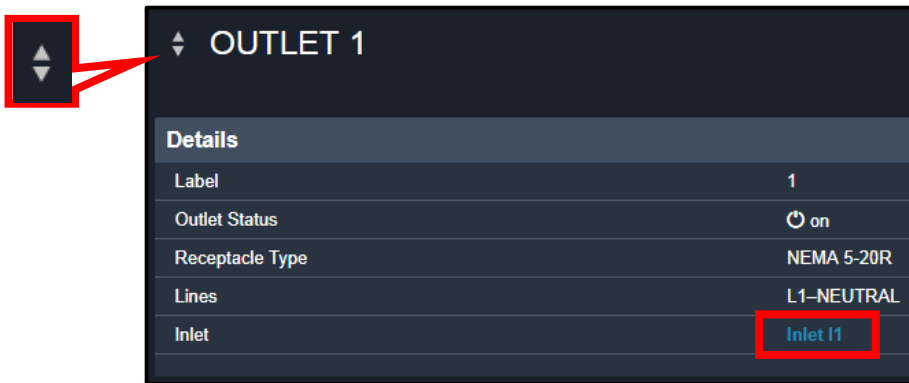 OUTLET 1
Details
Label 1
Outlet Status on
Receptacle Type NEMA 5-20R
Lines L1–NEUTRAL
Inlet Inlet I1